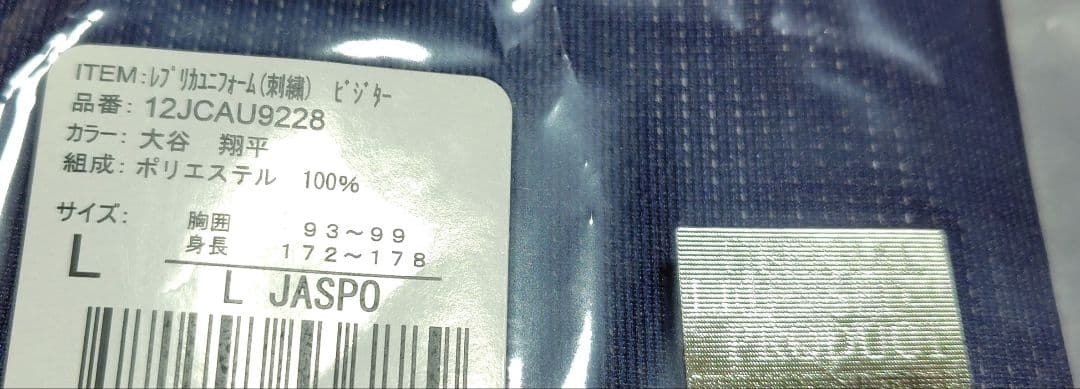 ITEM:ﾚﾌﾟﾘｶﾕﾆﾌｫｰﾑ(刺繍) ﾋﾞｼﾞﾀｰ
品番: 12JCAU9228
カラー: 大谷 翔平
組成: ポリエステル 100%
サイズ:
胸囲 93～99
L 身長 172～178
L JASPO